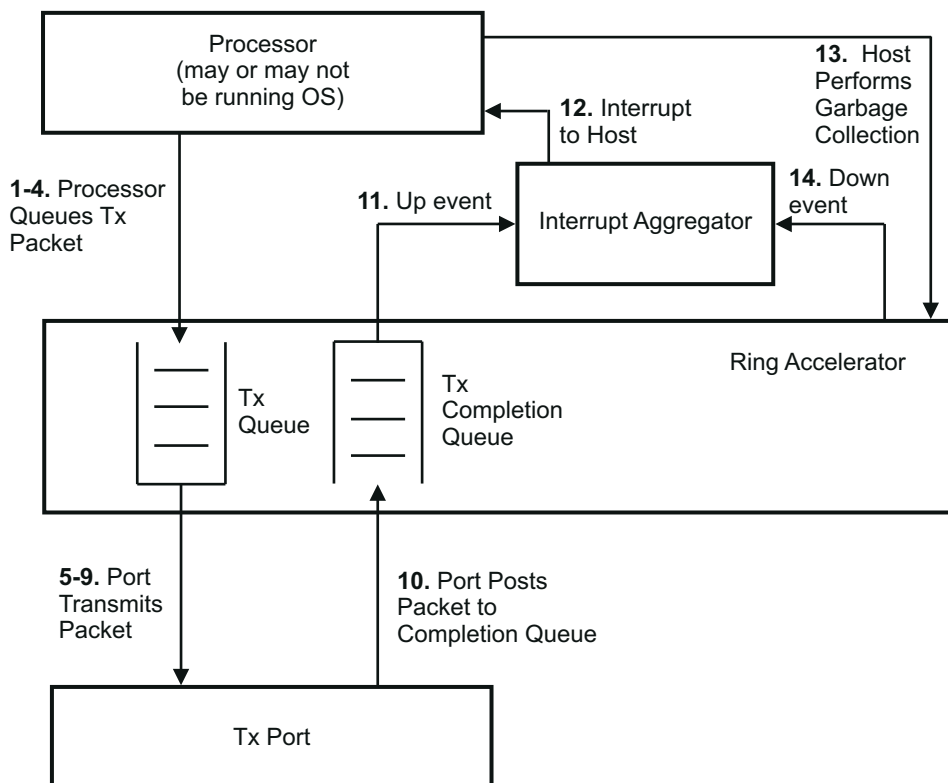 Processor
(may or may not
be running OS)
13. Host
Performs
Garbage
Collection
12. Interrupt
to Host
1-4. Processor
Queues Tx
Packet
11. Up event
Interrupt Aggregator
14. Down
event
Ring Accelerator
Tx
Queue
Tx
Completion
Queue
5-9. Port
Transmits
Packet
10. Port Posts
Packet to
Completion Queue
Tx Port